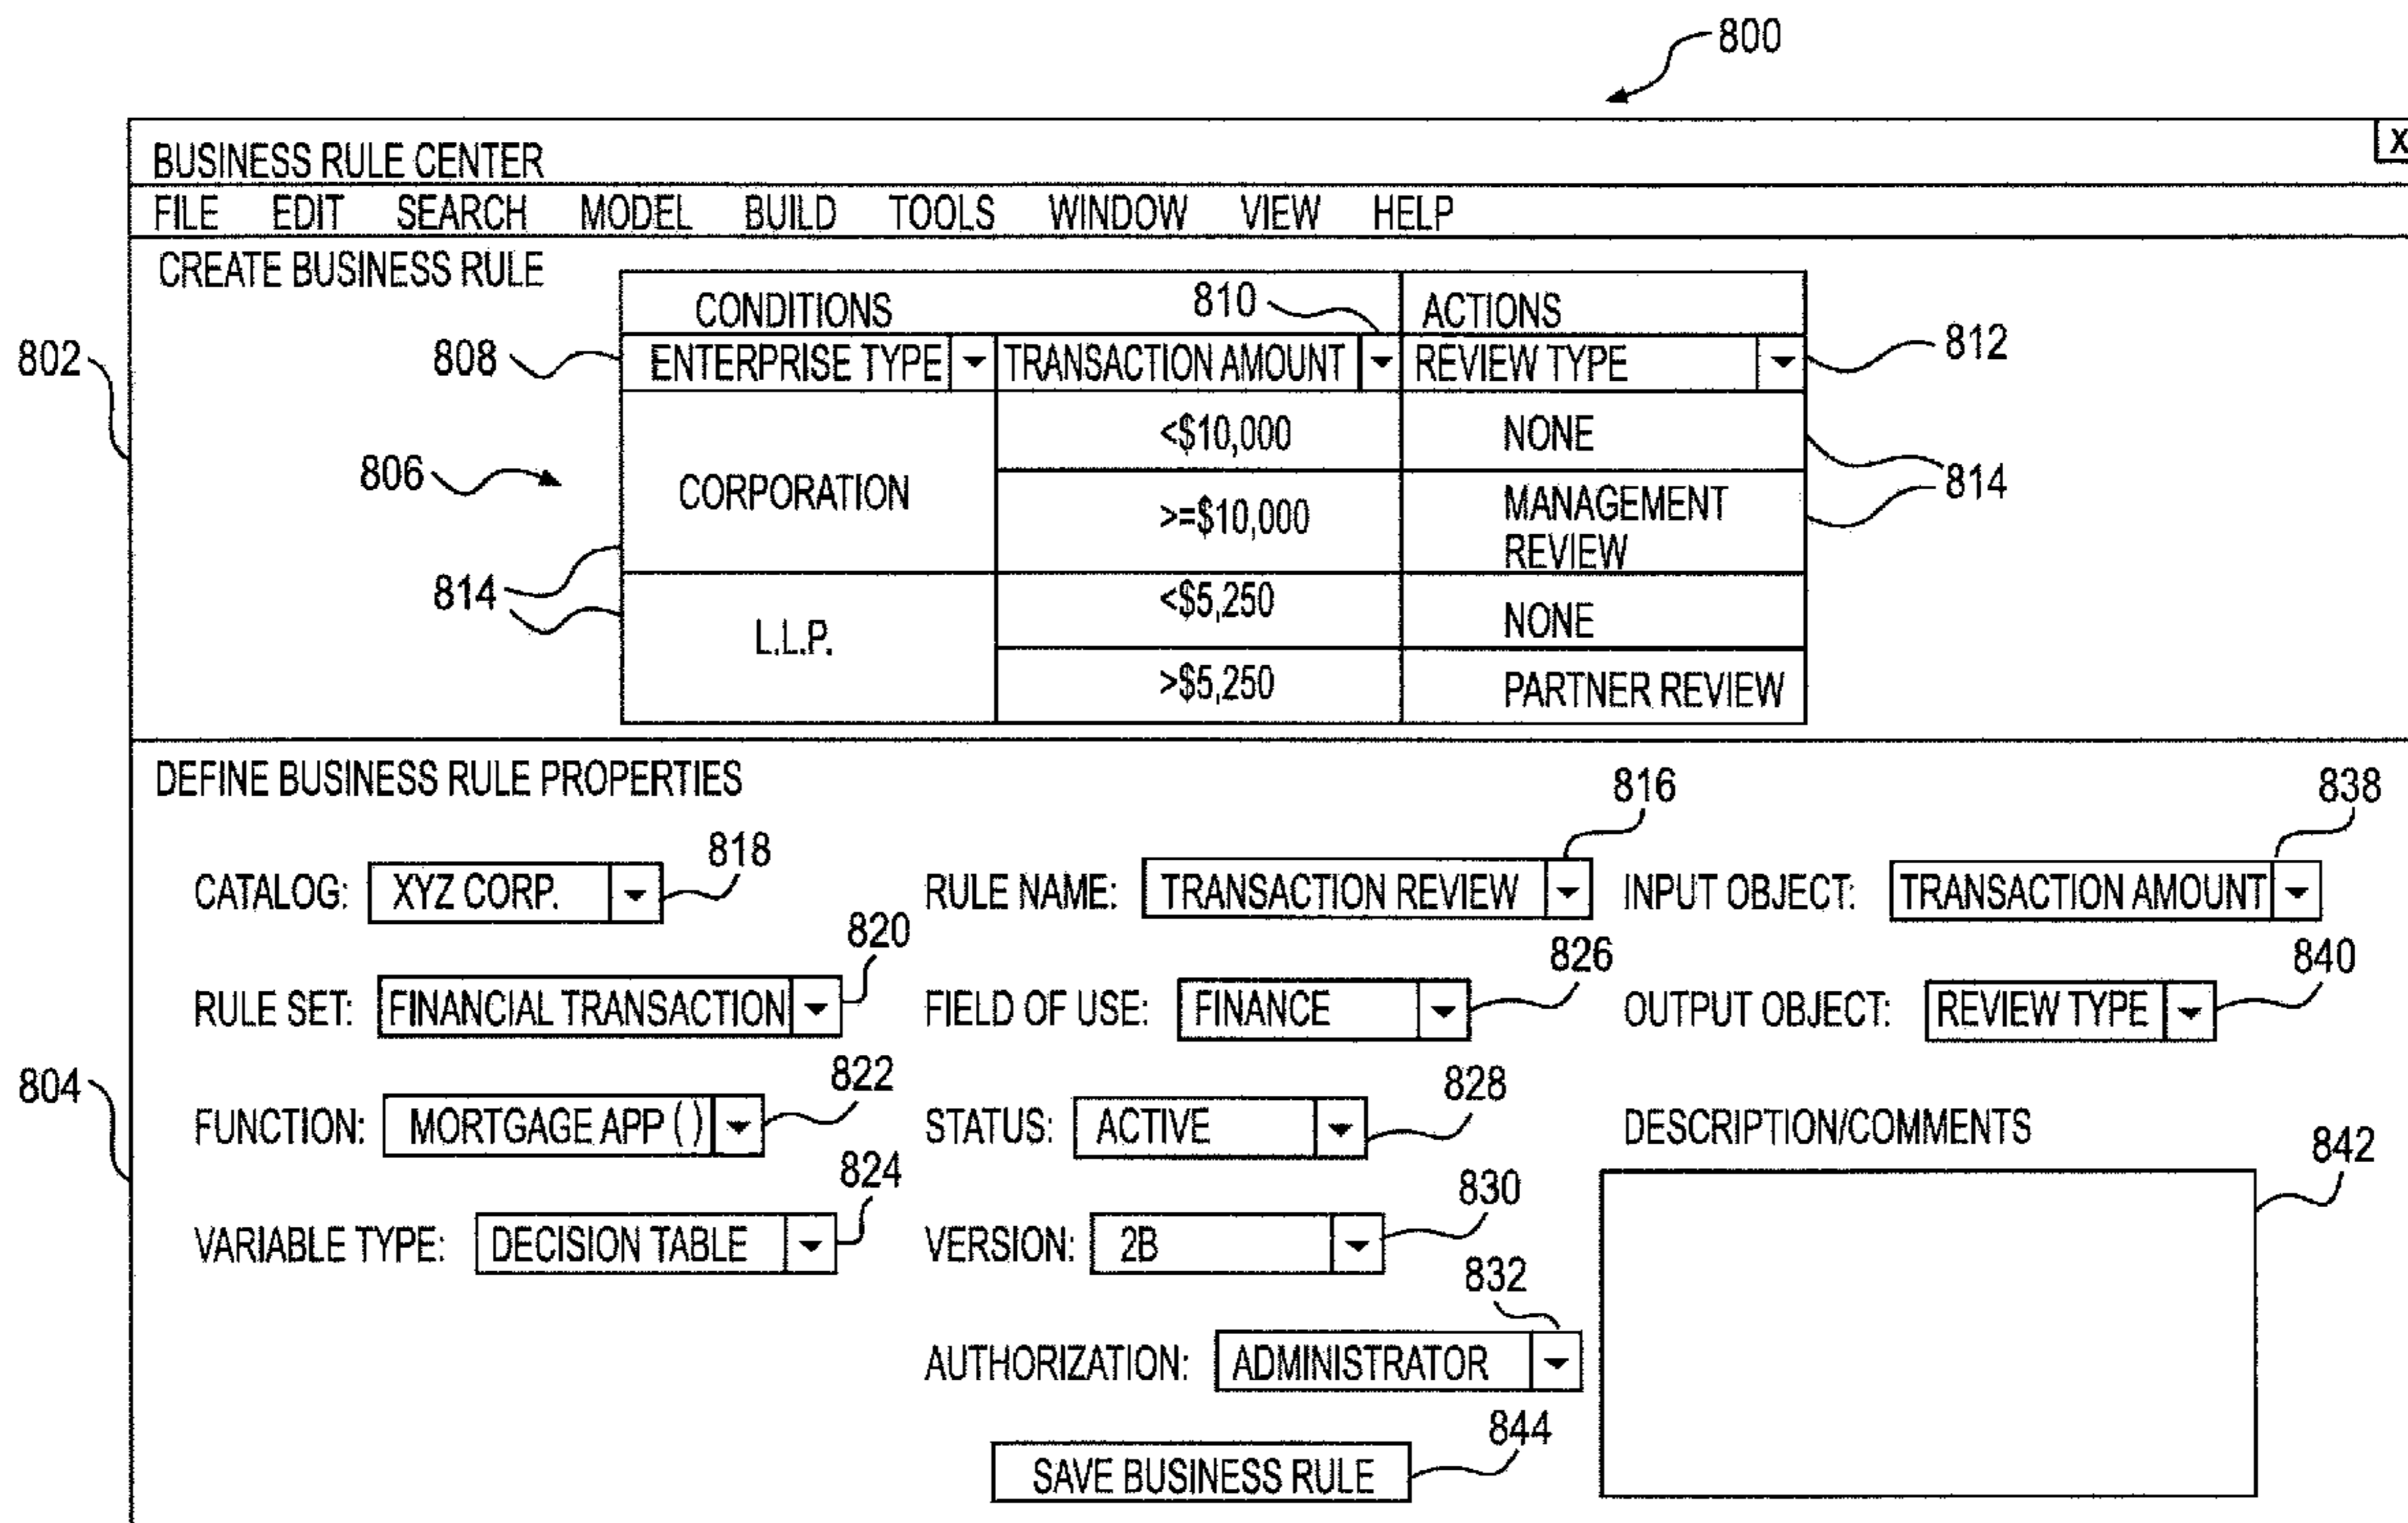 800
BUSINESS RULE CENTER X
FILE EDIT SEARCH MODEL BUILD TOOLS WINDOW VIEW HELP
CREATE BUSINESS RULE
CONDITIONS 810 ACTIONS
802 808 ENTERPRISE TYPE TRANSACTION AMOUNT REVIEW TYPE 812
<$10,000 NONE
806 CORPORATION >=$10,000 MANAGEMENT REVIEW 814
814 L.L.P. <$5,250 NONE
>$5,250 PARTNER REVIEW
DEFINE BUSINESS RULE PROPERTIES
816 838
818
CATALOG: XYZ CORP. RULE NAME: TRANSACTION REVIEW INPUT OBJECT: TRANSACTION AMOUNT
820 826 840
RULE SET: FINANCIAL TRANSACTION FIELD OF USE: FINANCE OUTPUT OBJECT: REVIEW TYPE
804 822 828
FUNCTION: MORTGAGE APP ( ) STATUS: ACTIVE DESCRIPTION/COMMENTS
824 830 842
VARIABLE TYPE: DECISION TABLE VERSION: 2B
832
AUTHORIZATION: ADMINISTRATOR
844
SAVE BUSINESS RULE